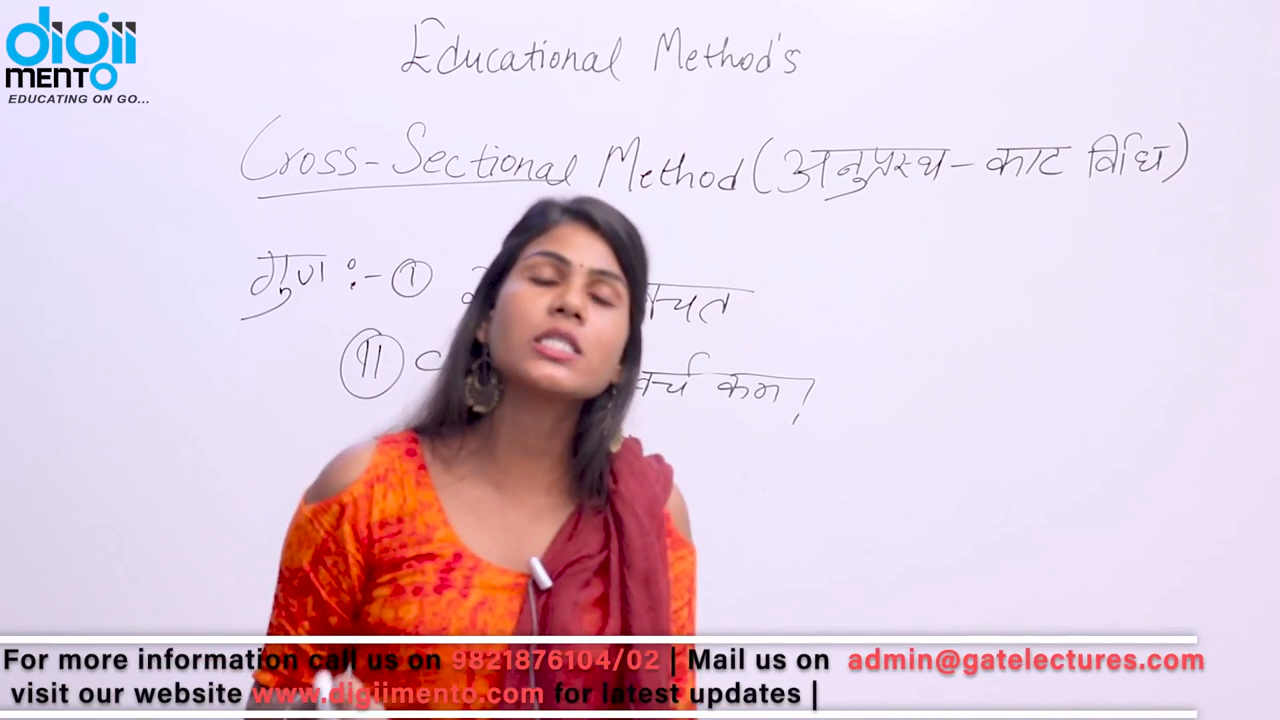 digii
MENTO
EDUCATING ON GO...
Educational Method's
Cross-Sectional Method (अनुप्रस्थ-काट विधि)
गुण :- ①
② खर्च कम।
For more information call us on 9821876104/02 | Mail us on admin@gatelectures.com
visit our website www.digiimento.com for latest updates |